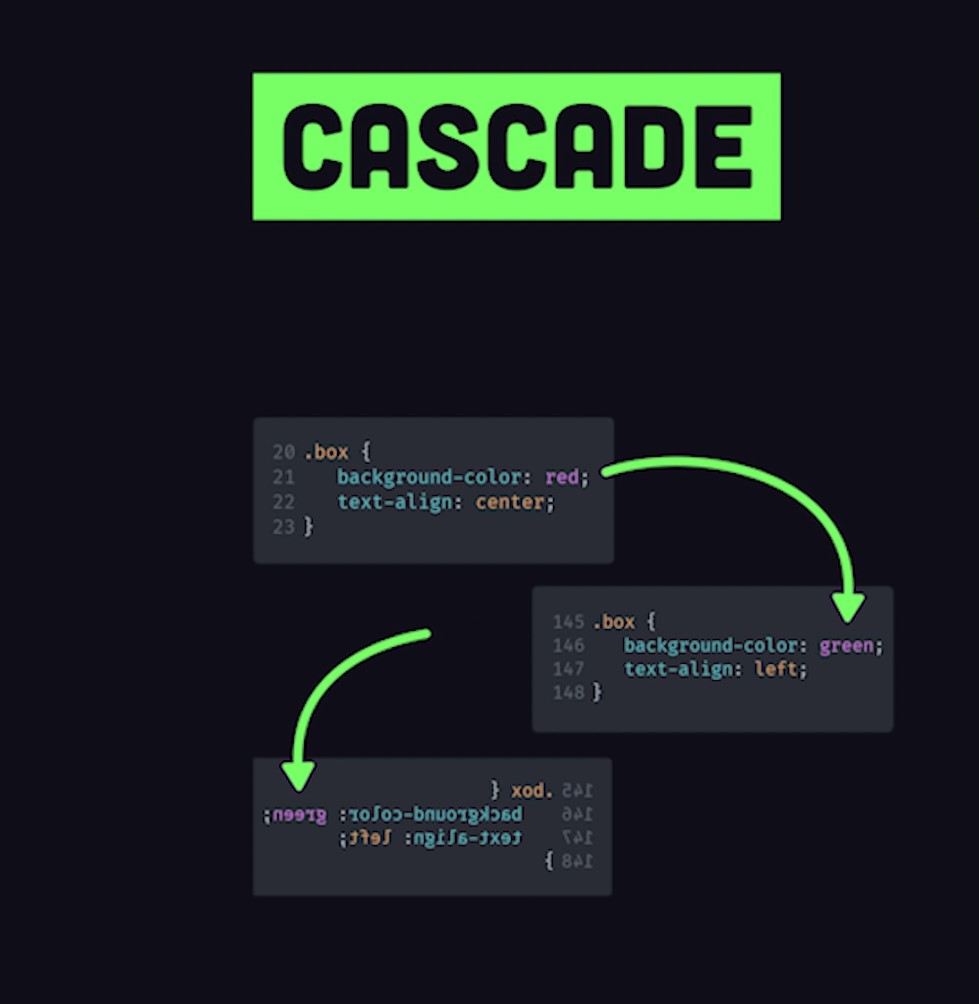 CASCADE
20 .box {
21 background-color: red;
22 text-align: center;
23 }
145 .box {
146 background-color: green;
147 text-align: left;
148 }
145 .box {
146 background-color: green;
147 text-align: left;
148 }